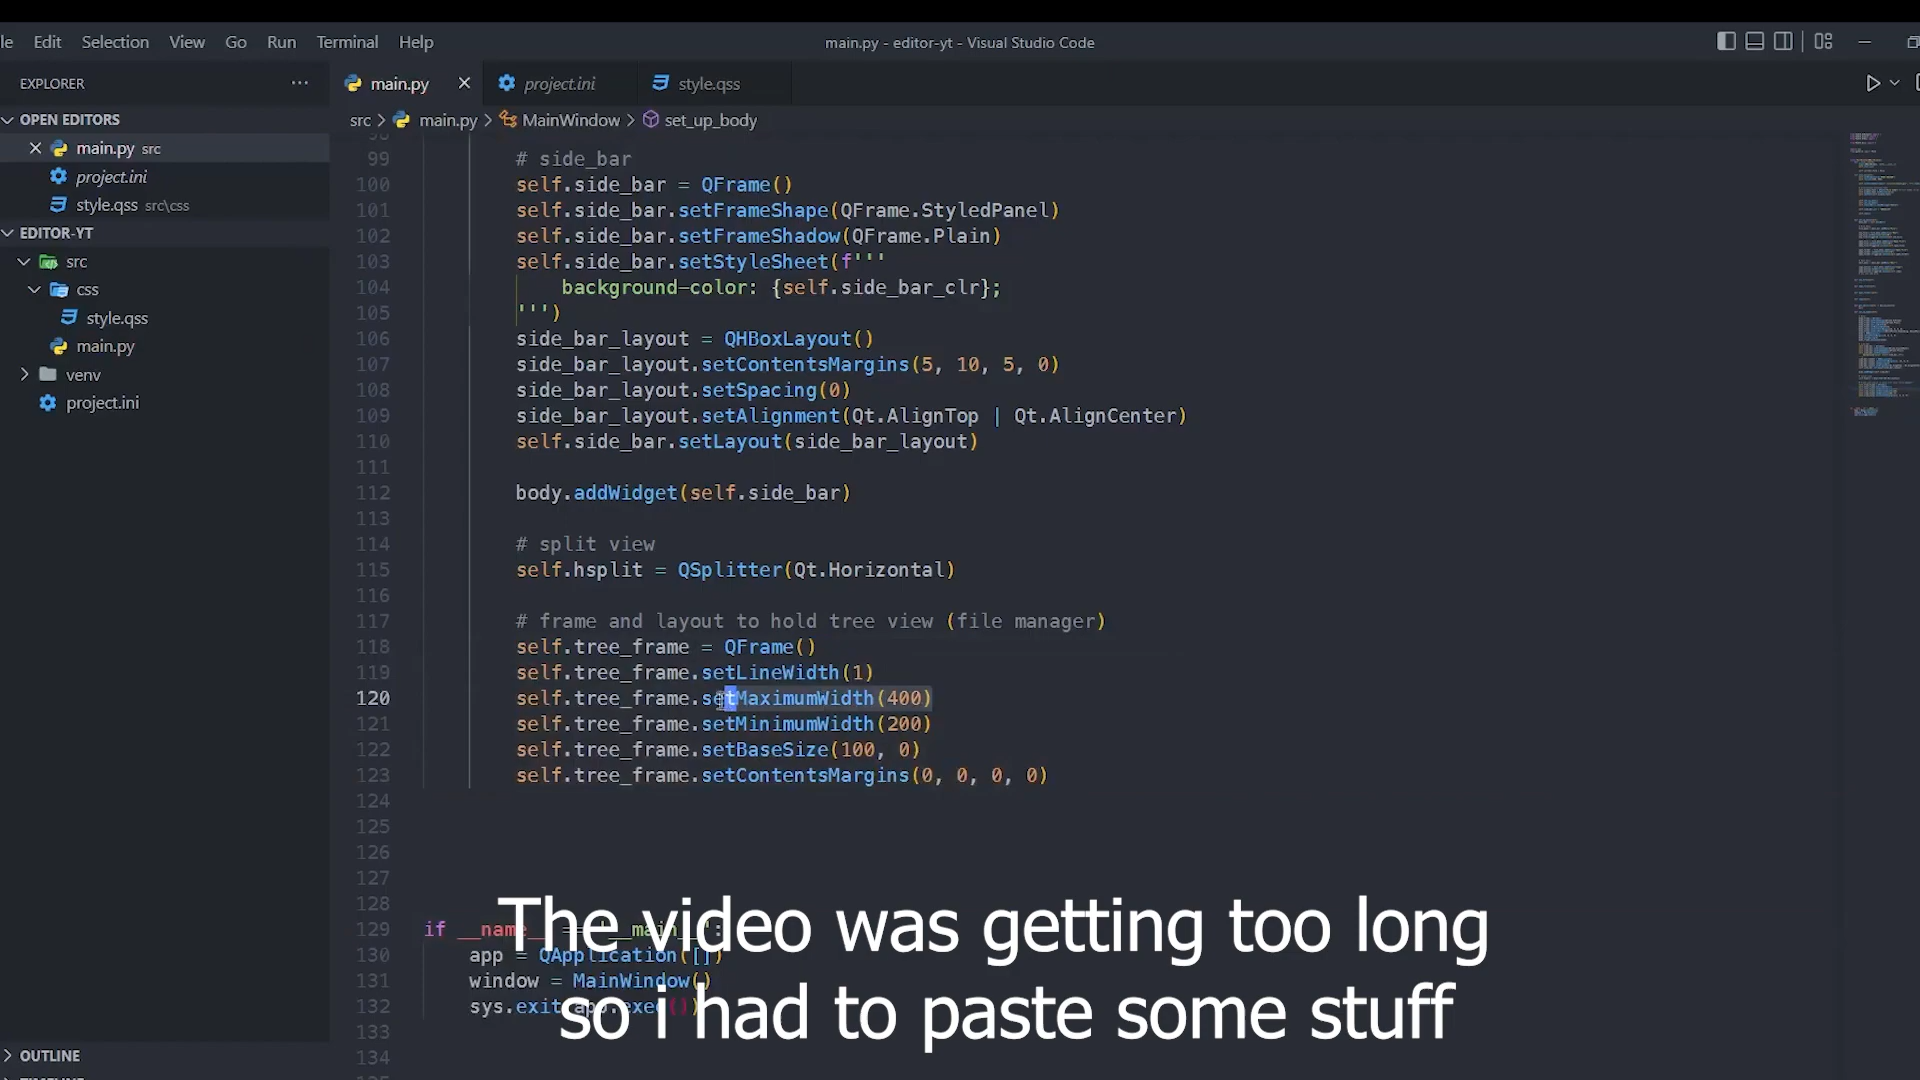 le Edit Selection View Go Run Terminal Help
main.py - editor-yt - Visual Studio Code
EXPLORER
OPEN EDITORS
main.py src
project.ini
style.qss src\css
EDITOR-YT
src
css
style.qss
main.py
venv
project.ini
OUTLINE
main.py project.ini style.qss
src > main.py > MainWindow > set_up_body
99 # side_bar
100 self.side_bar = QFrame()
101 self.side_bar.setFrameShape(QFrame.StyledPanel)
102 self.side_bar.setFrameShadow(QFrame.Plain)
103 self.side_bar.setStyleSheet(f'''
104 background-color: {self.side_bar_clr};
105 ''')
106 side_bar_layout = QHBoxLayout()
107 side_bar_layout.setContentsMargins(5, 10, 5, 0)
108 side_bar_layout.setSpacing(0)
109 side_bar_layout.setAlignment(Qt.AlignTop | Qt.AlignCenter)
110 self.side_bar.setLayout(side_bar_layout)
111
112 body.addWidget(self.side_bar)
113
114 # split view
115 self.hsplit = QSplitter(Qt.Horizontal)
116
117 # frame and layout to hold tree view (file manager)
118 self.tree_frame = QFrame()
119 self.tree_frame.setLineWidth(1)
120 self.tree_frame.setMaximumWidth(400)
121 self.tree_frame.setMinimumWidth(200)
122 self.tree_frame.setBaseSize(100, 0)
123 self.tree_frame.setContentsMargins(0, 0, 0, 0)
124
125
126
127
128
129 if __name__ == '__main__':
130 app = QApplication([])
131 window = MainWindow()
132 sys.exit(app.exec())
133
134
The video was getting too long
so i had to paste some stuff